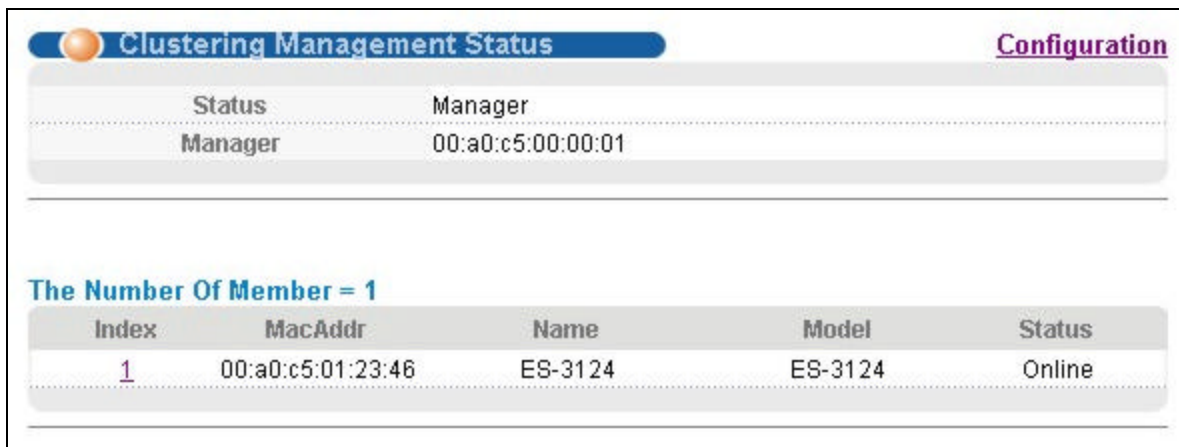 Clustering Management Status Configuration
Status Manager
Manager 00:a0:c5:00:00:01
The Number Of Member = 1
Index MacAddr Name Model Status
1 00:a0:c5:01:23:46 ES-3124 ES-3124 Online